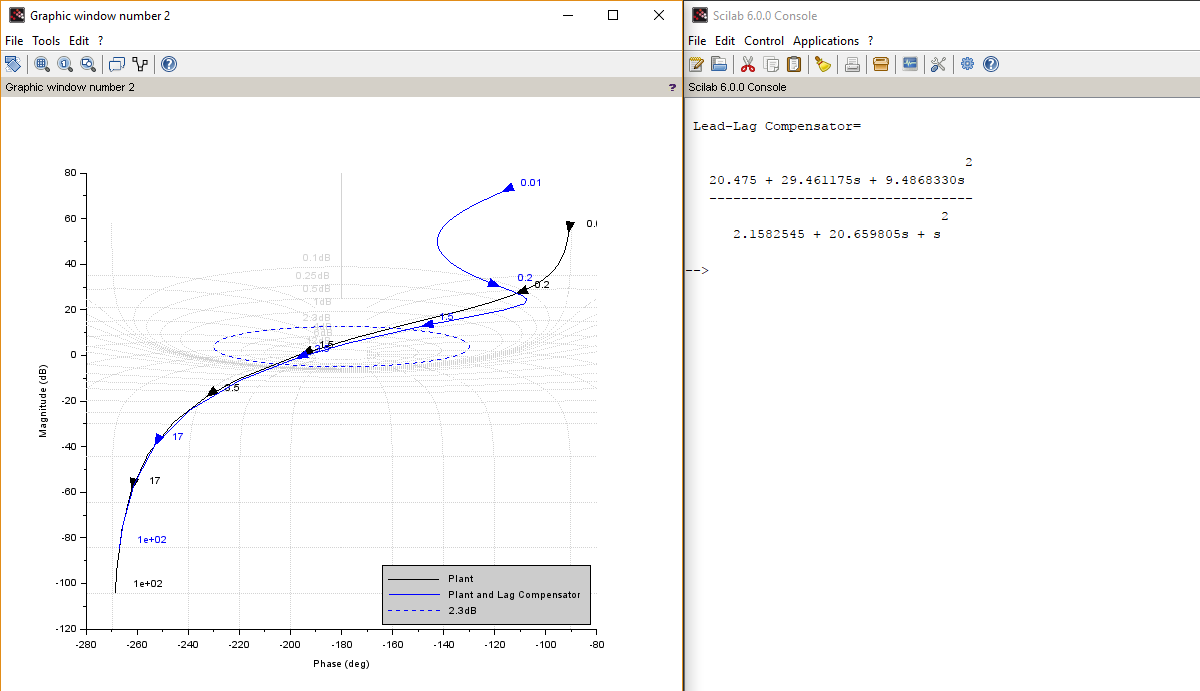 Graphic window number 2
File Tools Edit ?
Graphic window number 2 ?
80
60
40
20
0
-20
-40
-60
-80
-100
-120
Magnitude (dB)
-280 -260 -240 -220 -200 -180 -160 -140 -120 -100 -80
Phase (deg)
0.01
0.2
0.2
0.1dB
0.25dB
0.5dB
1dB
2.3dB
1.5
1.5
3.5
17
17
1e+02
1e+02
Plant
Plant and Lag Compensator
2.3dB
Scilab 6.0.0 Console
File Edit Control Applications ?
Scilab 6.0.0 Console
Lead-Lag Compensator=
2
20.475 + 29.461175s + 9.4868330s
---------------------------------
2
2.1582545 + 20.659805s + s
-->